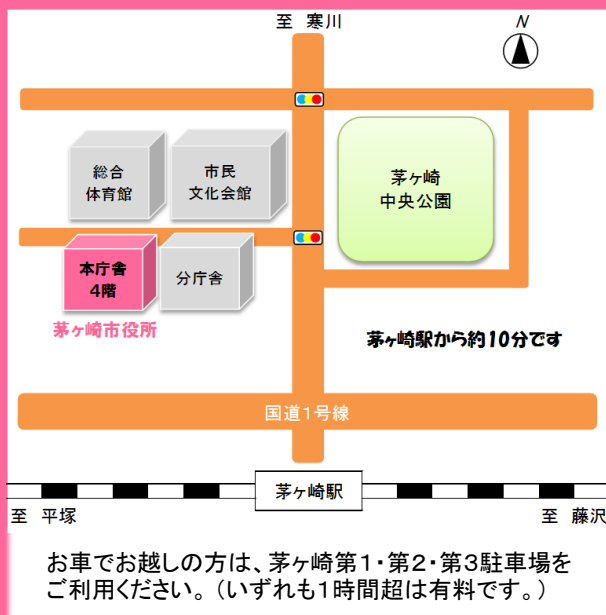 至 寒川
N
総合
体育館
市民
文化会館
茅ヶ崎
中央公園
本庁舎
4階
分庁舎
茅ヶ崎市役所
茅ヶ崎駅から約10分です
国道1号線
茅ヶ崎駅
至 平塚
至 藤沢
お車でお越しの方は、茅ヶ崎第1・第2・第3駐車場を
ご利用ください。(いずれも1時間超は有料です。)